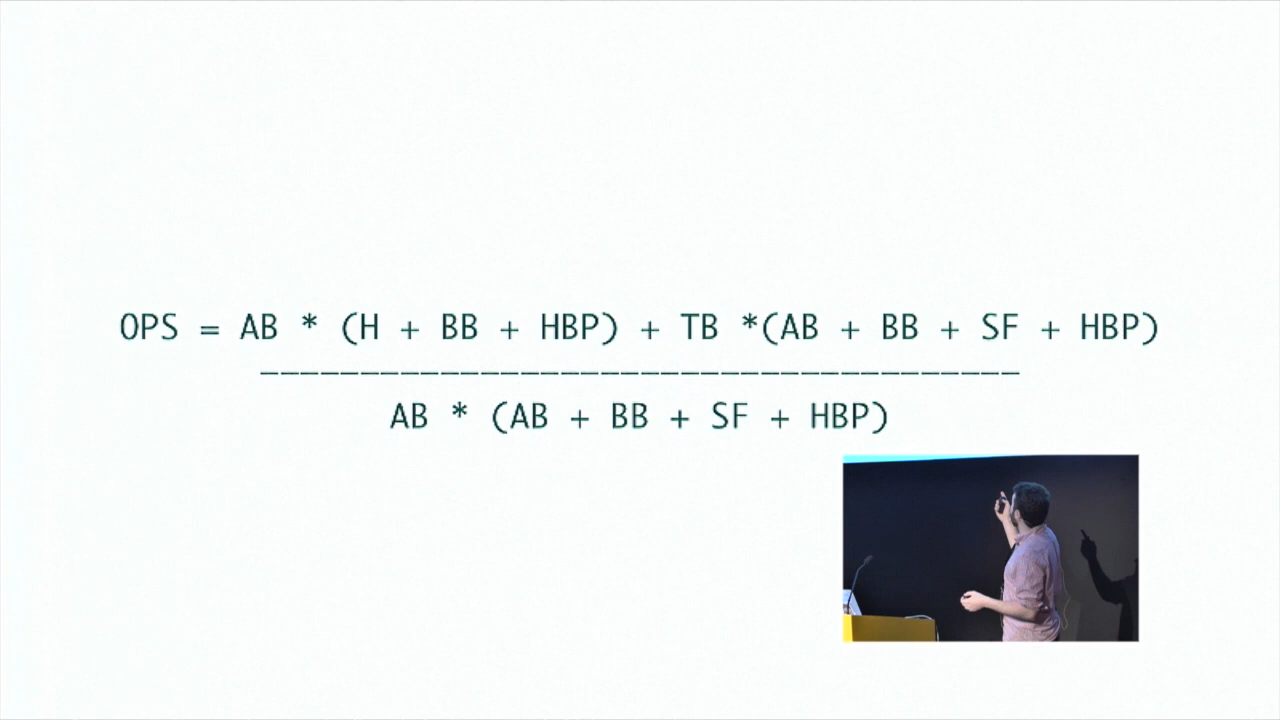 OPS = AB * (H + BB + HBP) + TB *(AB + BB + SF + HBP)
--------------------------------------
AB * (AB + BB + SF + HBP)